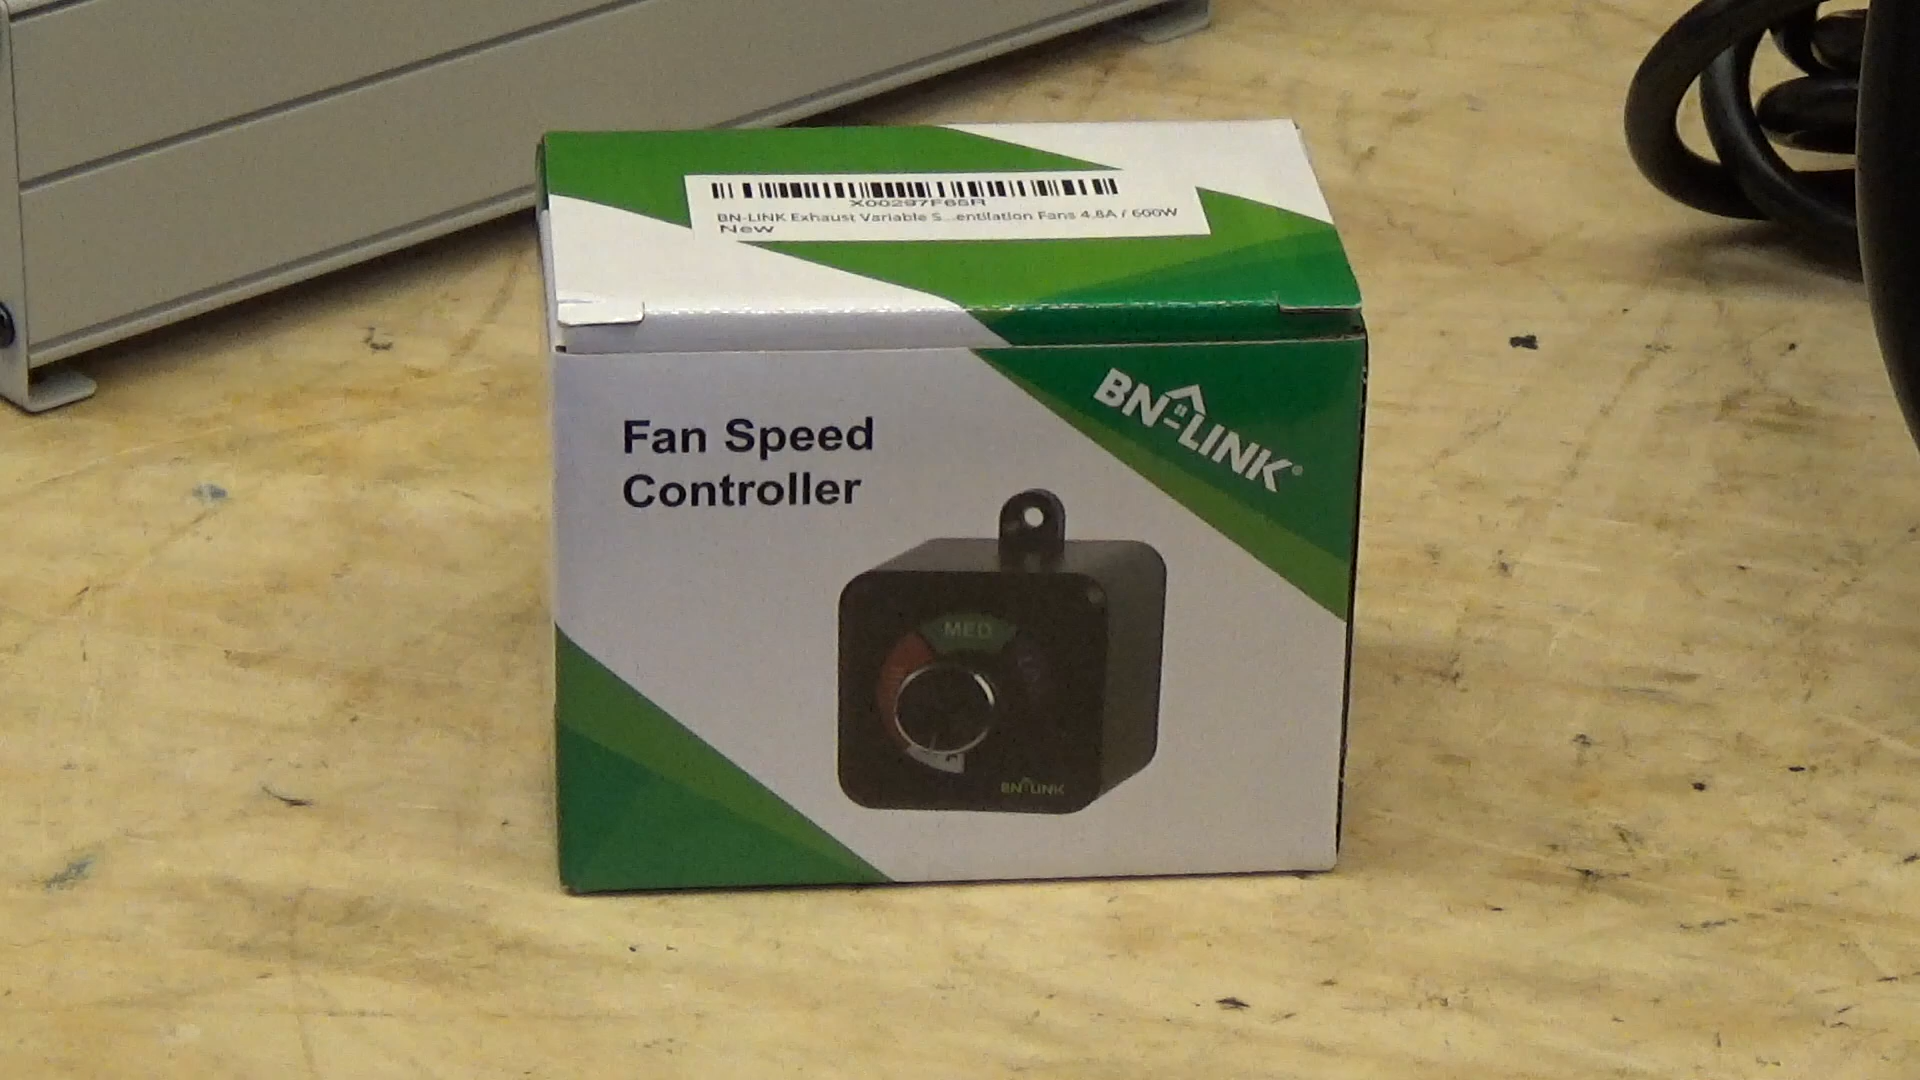 X00297F65R
BN-LINK Exhaust Variable S...entilation Fans 4.8A / 600W
New
BN-LINK®
Fan Speed
Controller
MED
BN-LINK